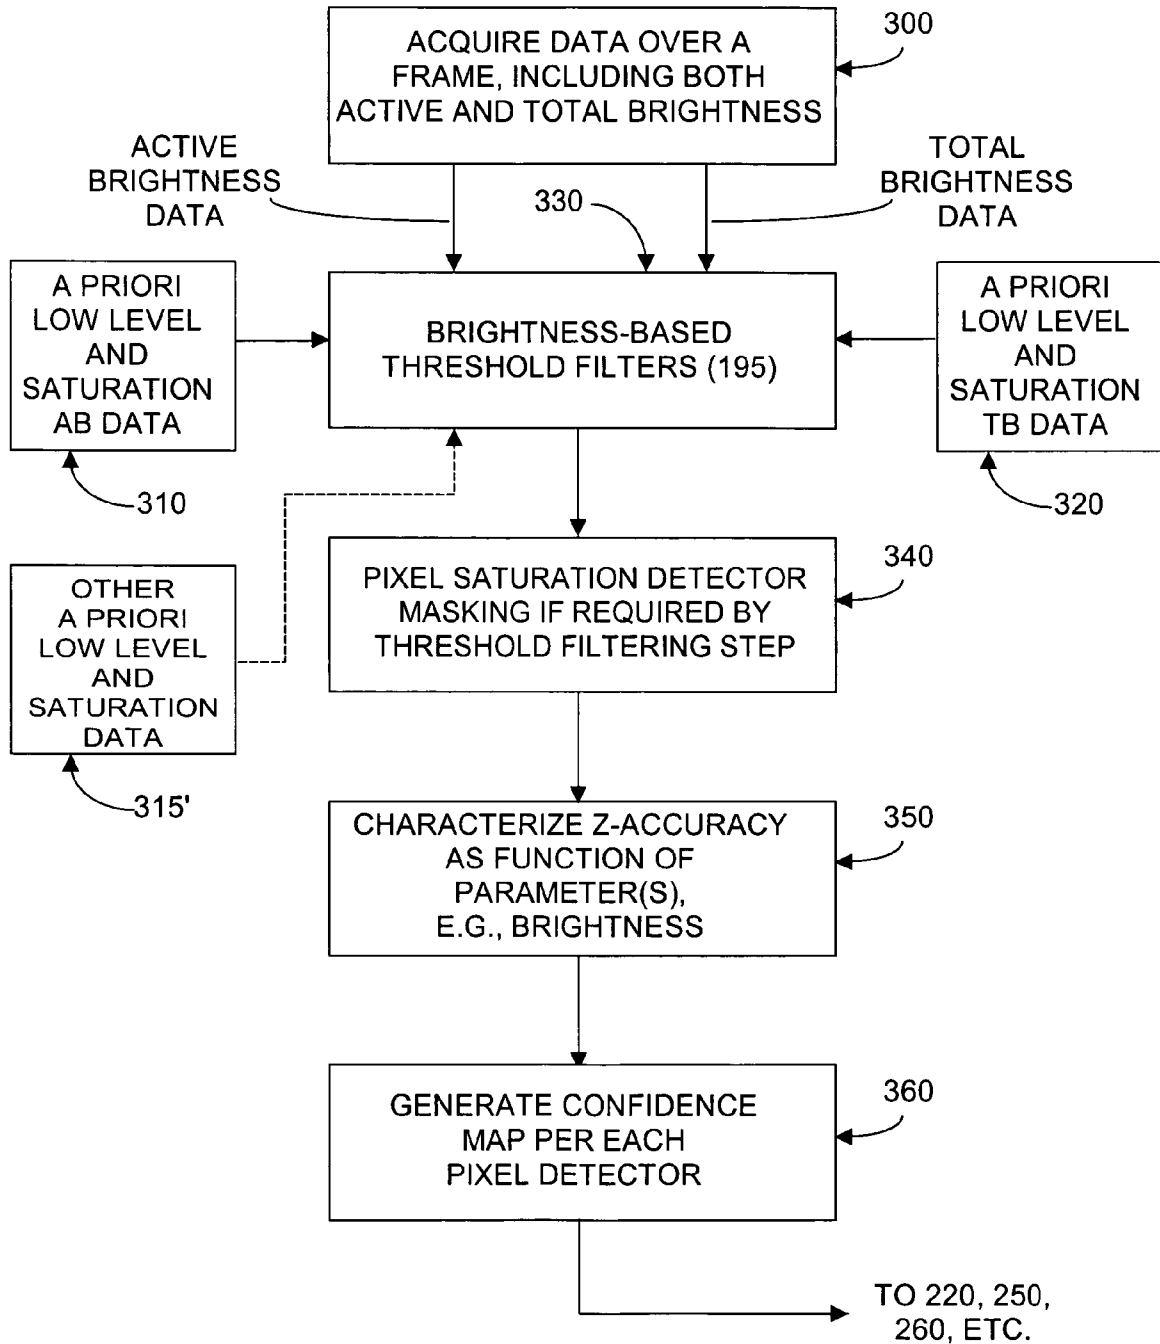 ACQUIRE DATA OVER A
FRAME, INCLUDING BOTH
ACTIVE AND TOTAL BRIGHTNESS
300
ACTIVE
BRIGHTNESS
DATA
330
TOTAL
BRIGHTNESS
DATA
A PRIORI
LOW LEVEL
AND
SATURATION
AB DATA
310
BRIGHTNESS-BASED
THRESHOLD FILTERS (195)
A PRIORI
LOW LEVEL
AND
SATURATION
TB DATA
320
OTHER
A PRIORI
LOW LEVEL
AND
SATURATION
DATA
315'
PIXEL SATURATION DETECTOR
MASKING IF REQUIRED BY
THRESHOLD FILTERING STEP
340
CHARACTERIZE Z-ACCURACY
AS FUNCTION OF
PARAMETER(S),
E.G., BRIGHTNESS
350
GENERATE CONFIDENCE
MAP PER EACH
PIXEL DETECTOR
360
TO 220, 250,
260, ETC.